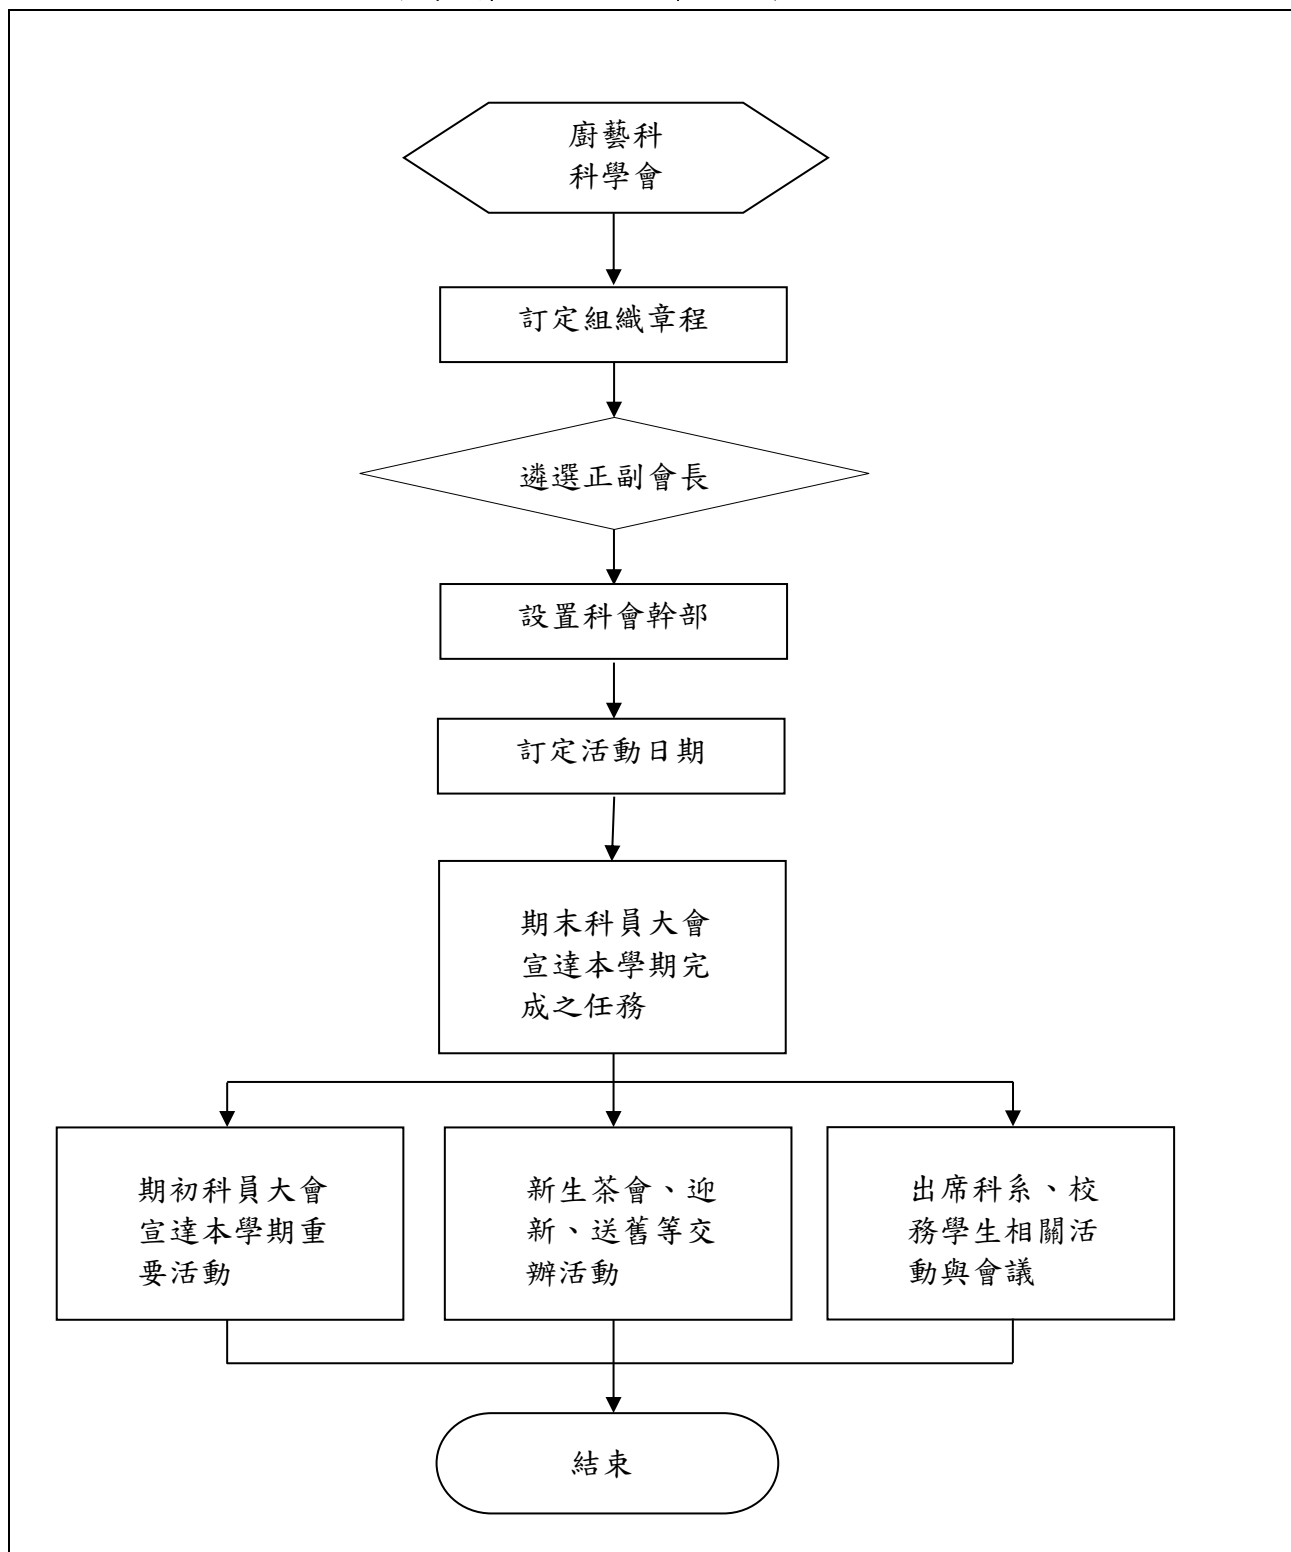 廚藝科
科學會
訂定組織章程
遴選正副會長
設置科會幹部
訂定活動日期
期末科員大會
宣達本學期完
成之任務
期初科員大會
宣達本學期重
要活動
新生茶會、迎
新、送舊等交
辦活動
出席科系、校
務學生相關活
動與會議
結束